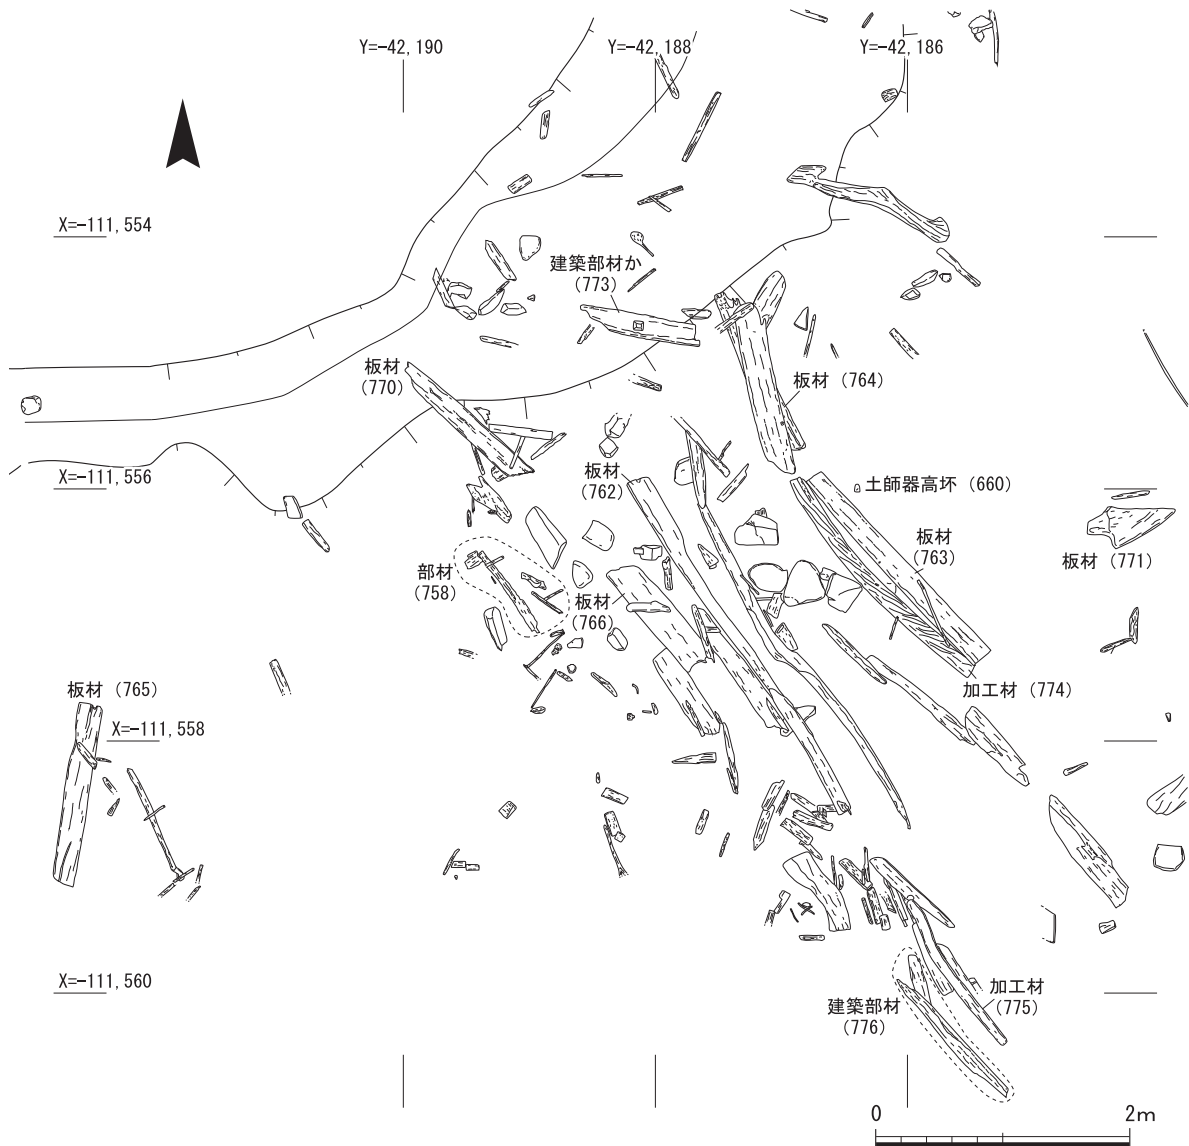 Y=-42,190
Y=-42,188
Y=-42,186
X=-111,554
建築部材か
(773)
板材
(770)
板材 (764)
X=-111,556
板材
(762)
土師器高坏 (660)
板材
(763)
板材 (771)
部材
(758)
板材
(766)
板材 (765)
加工材 (774)
X=-111,558
X=-111,560
加工材
(775)
建築部材
(776)
0
2m